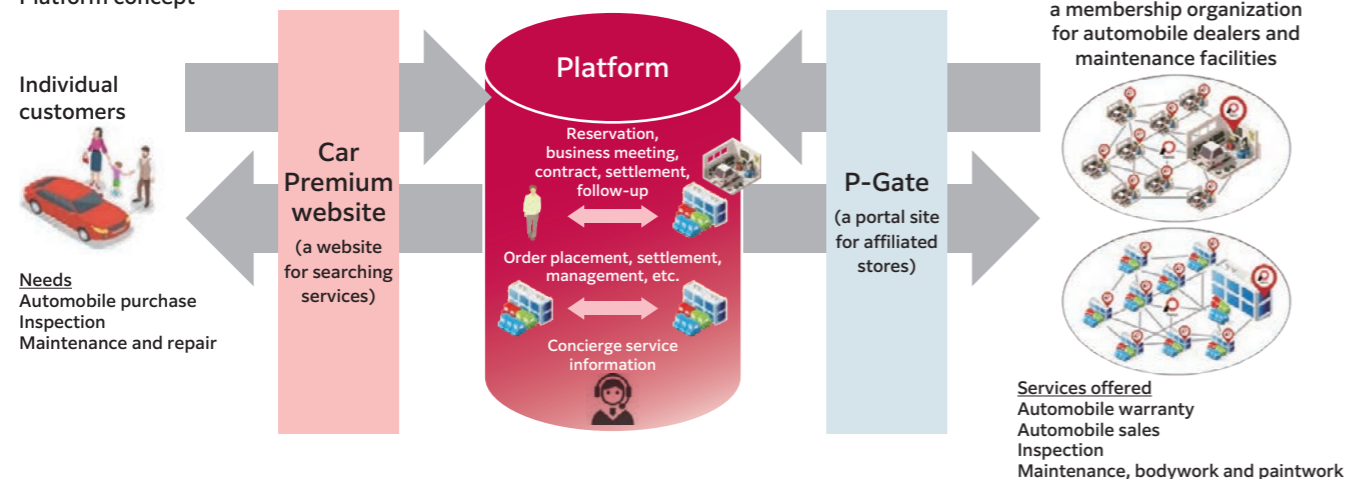 Platform concept
Individual
customers
Needs
Automobile purchase
Inspection
Maintenance and repair
Car
Premium
website
(a website
for searching
services)
Platform
Reservation,
business meeting,
contract, settlement,
follow-up
Order placement, settlement,
management, etc.
Concierge service
information
P-Gate
(a portal site
for affiliated
stores)
a membership organization
for automobile dealers and
maintenance facilities
Services offered
Automobile warranty
Automobile sales
Inspection
Maintenance, bodywork and paintwork